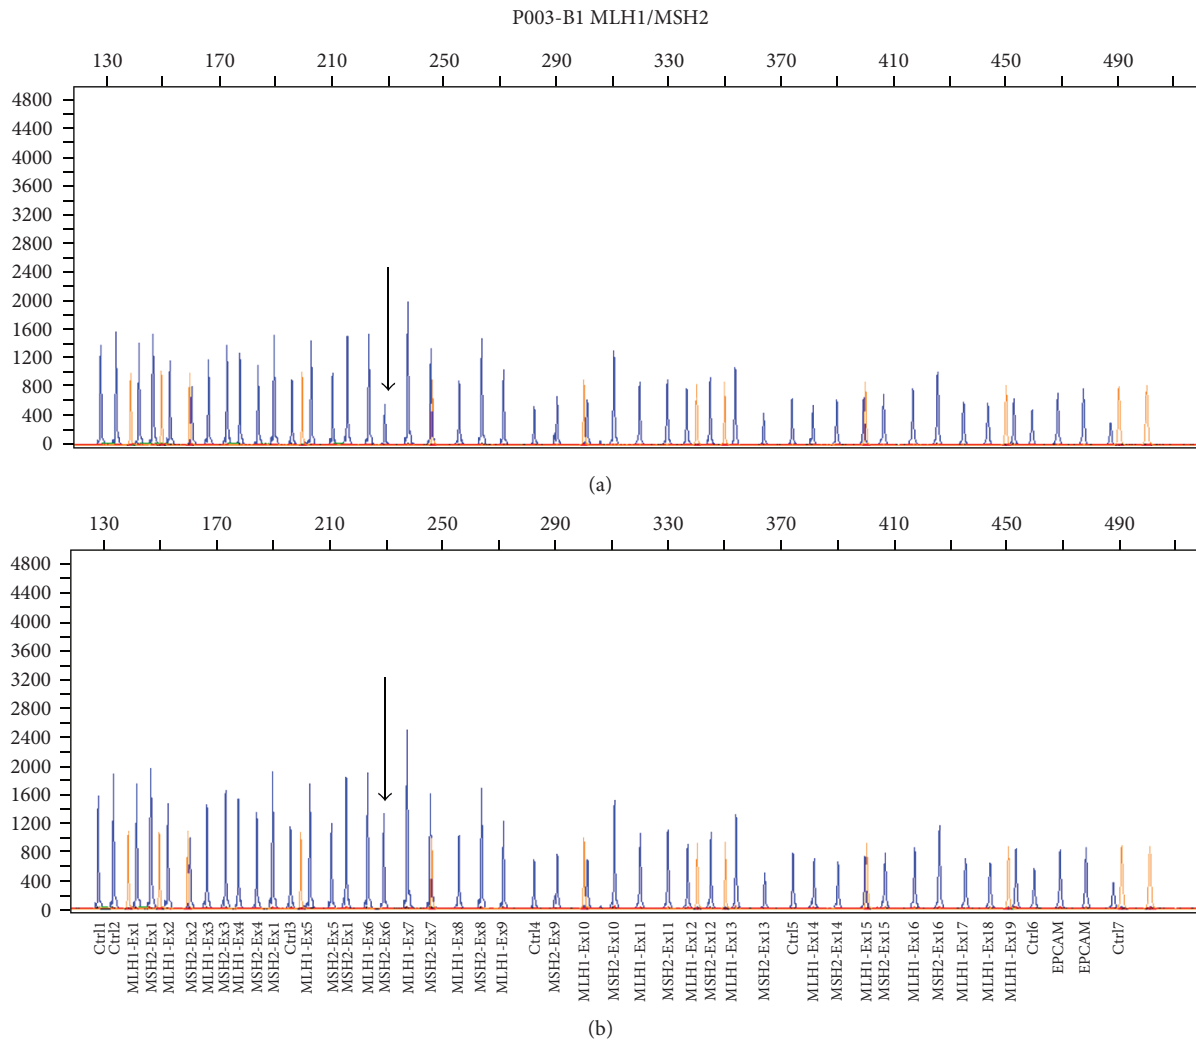 P003-B1 MLH1/MSH2
130 170 210 250 290 330 370 410 450 490
4800
4400
4000
3600
3200
2800
2400
2000
1600
1200
800
400
0
(a)
130 170 210 250 290 330 370 410 450 490
4800
4400
4000
3600
3200
2800
2400
2000
1600
1200
800
400
0
Ctrl1
Ctrl2
MLH1-Ex1
MSH2-Ex1
MLH1-Ex2
MSH2-Ex2
MLH1-Ex3
MSH2-Ex3
MLH1-Ex4
MSH2-Ex4
MSH2-Ex1
Ctrl3
MLH1-Ex5
MSH2-Ex5
MSH2-Ex1
MLH1-Ex6
MSH2-Ex6
MLH1-Ex7
MSH2-Ex7
MLH1-Ex8
MSH2-Ex8
MLH1-Ex9
Ctrl4
MSH2-Ex9
MLH1-Ex10
MSH2-Ex10
MLH1-Ex11
MSH2-Ex11
MLH1-Ex12
MSH2-Ex12
MLH1-Ex13
MSH2-Ex13
Ctrl5
MLH1-Ex14
MSH2-Ex14
MLH1-Ex15
MSH2-Ex15
MLH1-Ex16
MSH2-Ex16
MLH1-Ex17
MLH1-Ex18
MLH1-Ex19
Ctrl6
EPCAM
EPCAM
Ctrl7
(b)